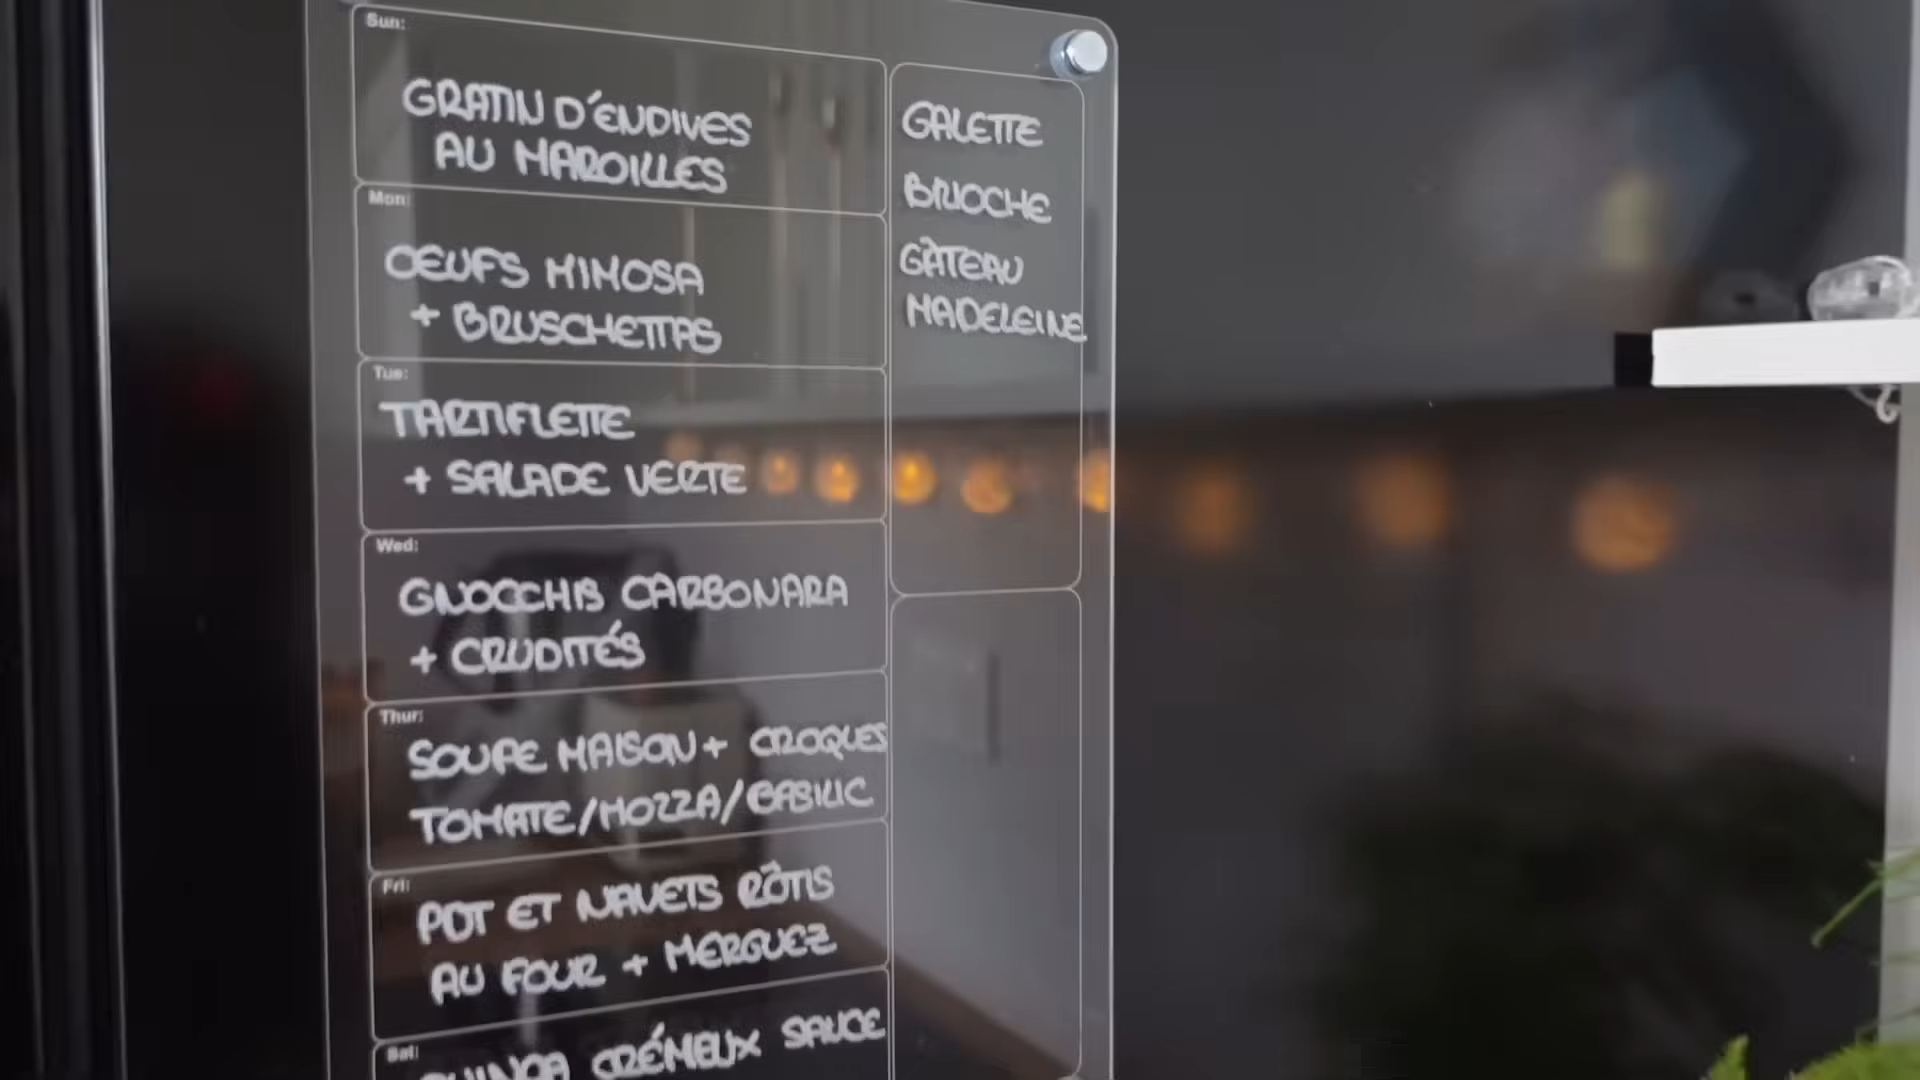 Sun:
GRATIN D'ENDIVES
AU MAROILLES
Mon:
OEUFS MIMOSA
+ BRUSCHETTAS
Tue:
TARTIFLETTE
+ SALADE VERTE
Wed:
GNOCCHIS CARBONARA
+ CRUDITÉS
Thur:
SOUPE MAISON + CROQUES
TOMATE/MOZZA/BASILIC
Fri:
PDT ET NAVETS RÔTIS
AU FOUR + MERGUEZ
Sat:
QUINOA CRÉMEUX SAUCE
GALETTE
BRIOCHE
GÂTEAU
MADELEINE